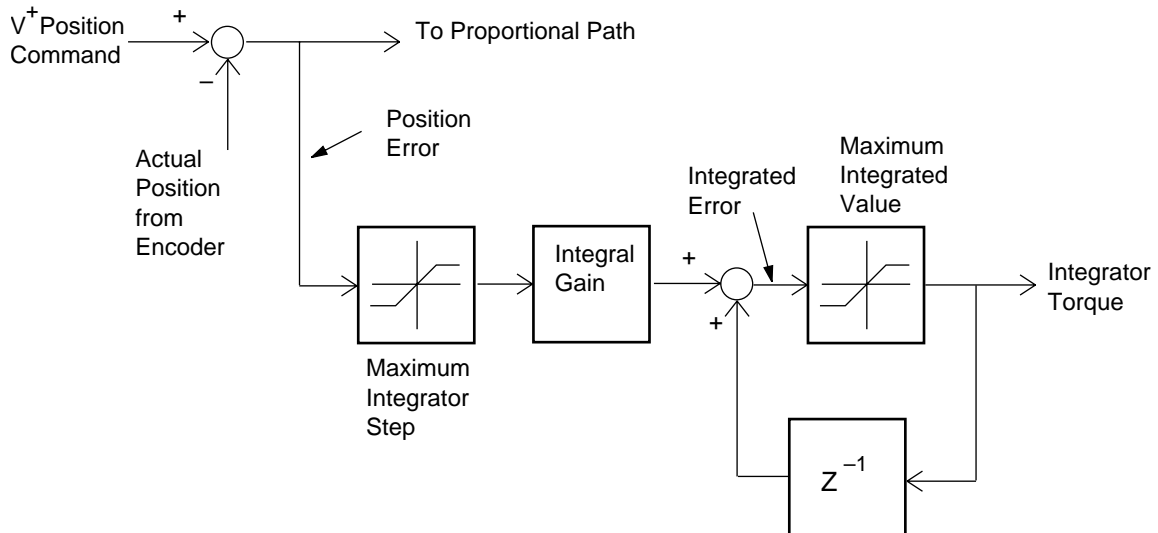 V+ Position
Command
+
–
To Proportional Path
Position
Error
Actual
Position
from
Encoder
Maximum
Integrator
Step
Integral
Gain
+
+
Integrated
Error
Maximum
Integrated
Value
Integrator
Torque
Z –1